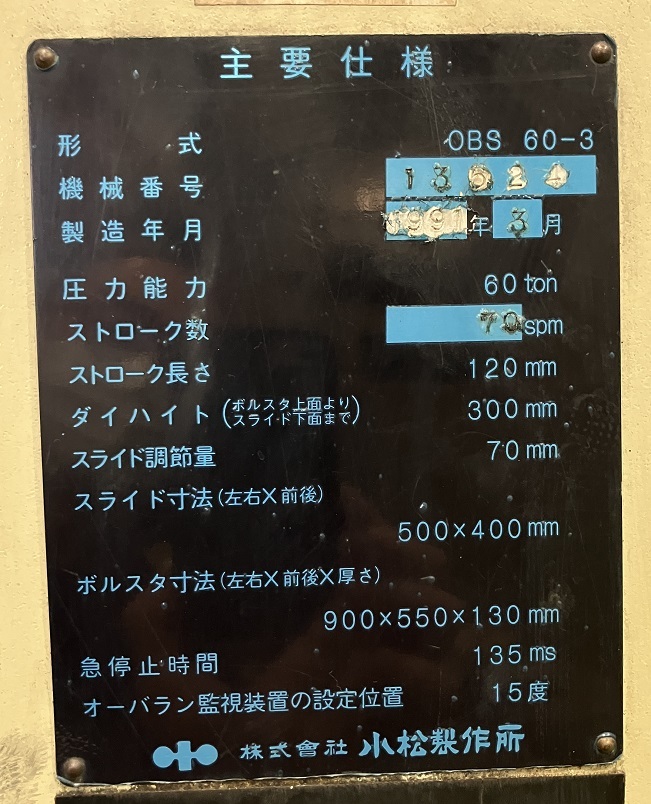 主要仕様
形式 OBS 60-3
機械番号 13624
製造年月 1991年3月
圧力能力 60 ton
ストローク数 70 spm
ストローク長さ 120 mm
ダイハイト(ボルスタ上面よりスライド下面まで) 300 mm
スライド調節量 70 mm
スライド寸法(左右×前後)
500×400 mm
ボルスタ寸法(左右×前後×厚さ)
900×550×130 mm
急停止時間 135 ms
オーバラン監視装置の設定位置 15度
株式會社 小松製作所